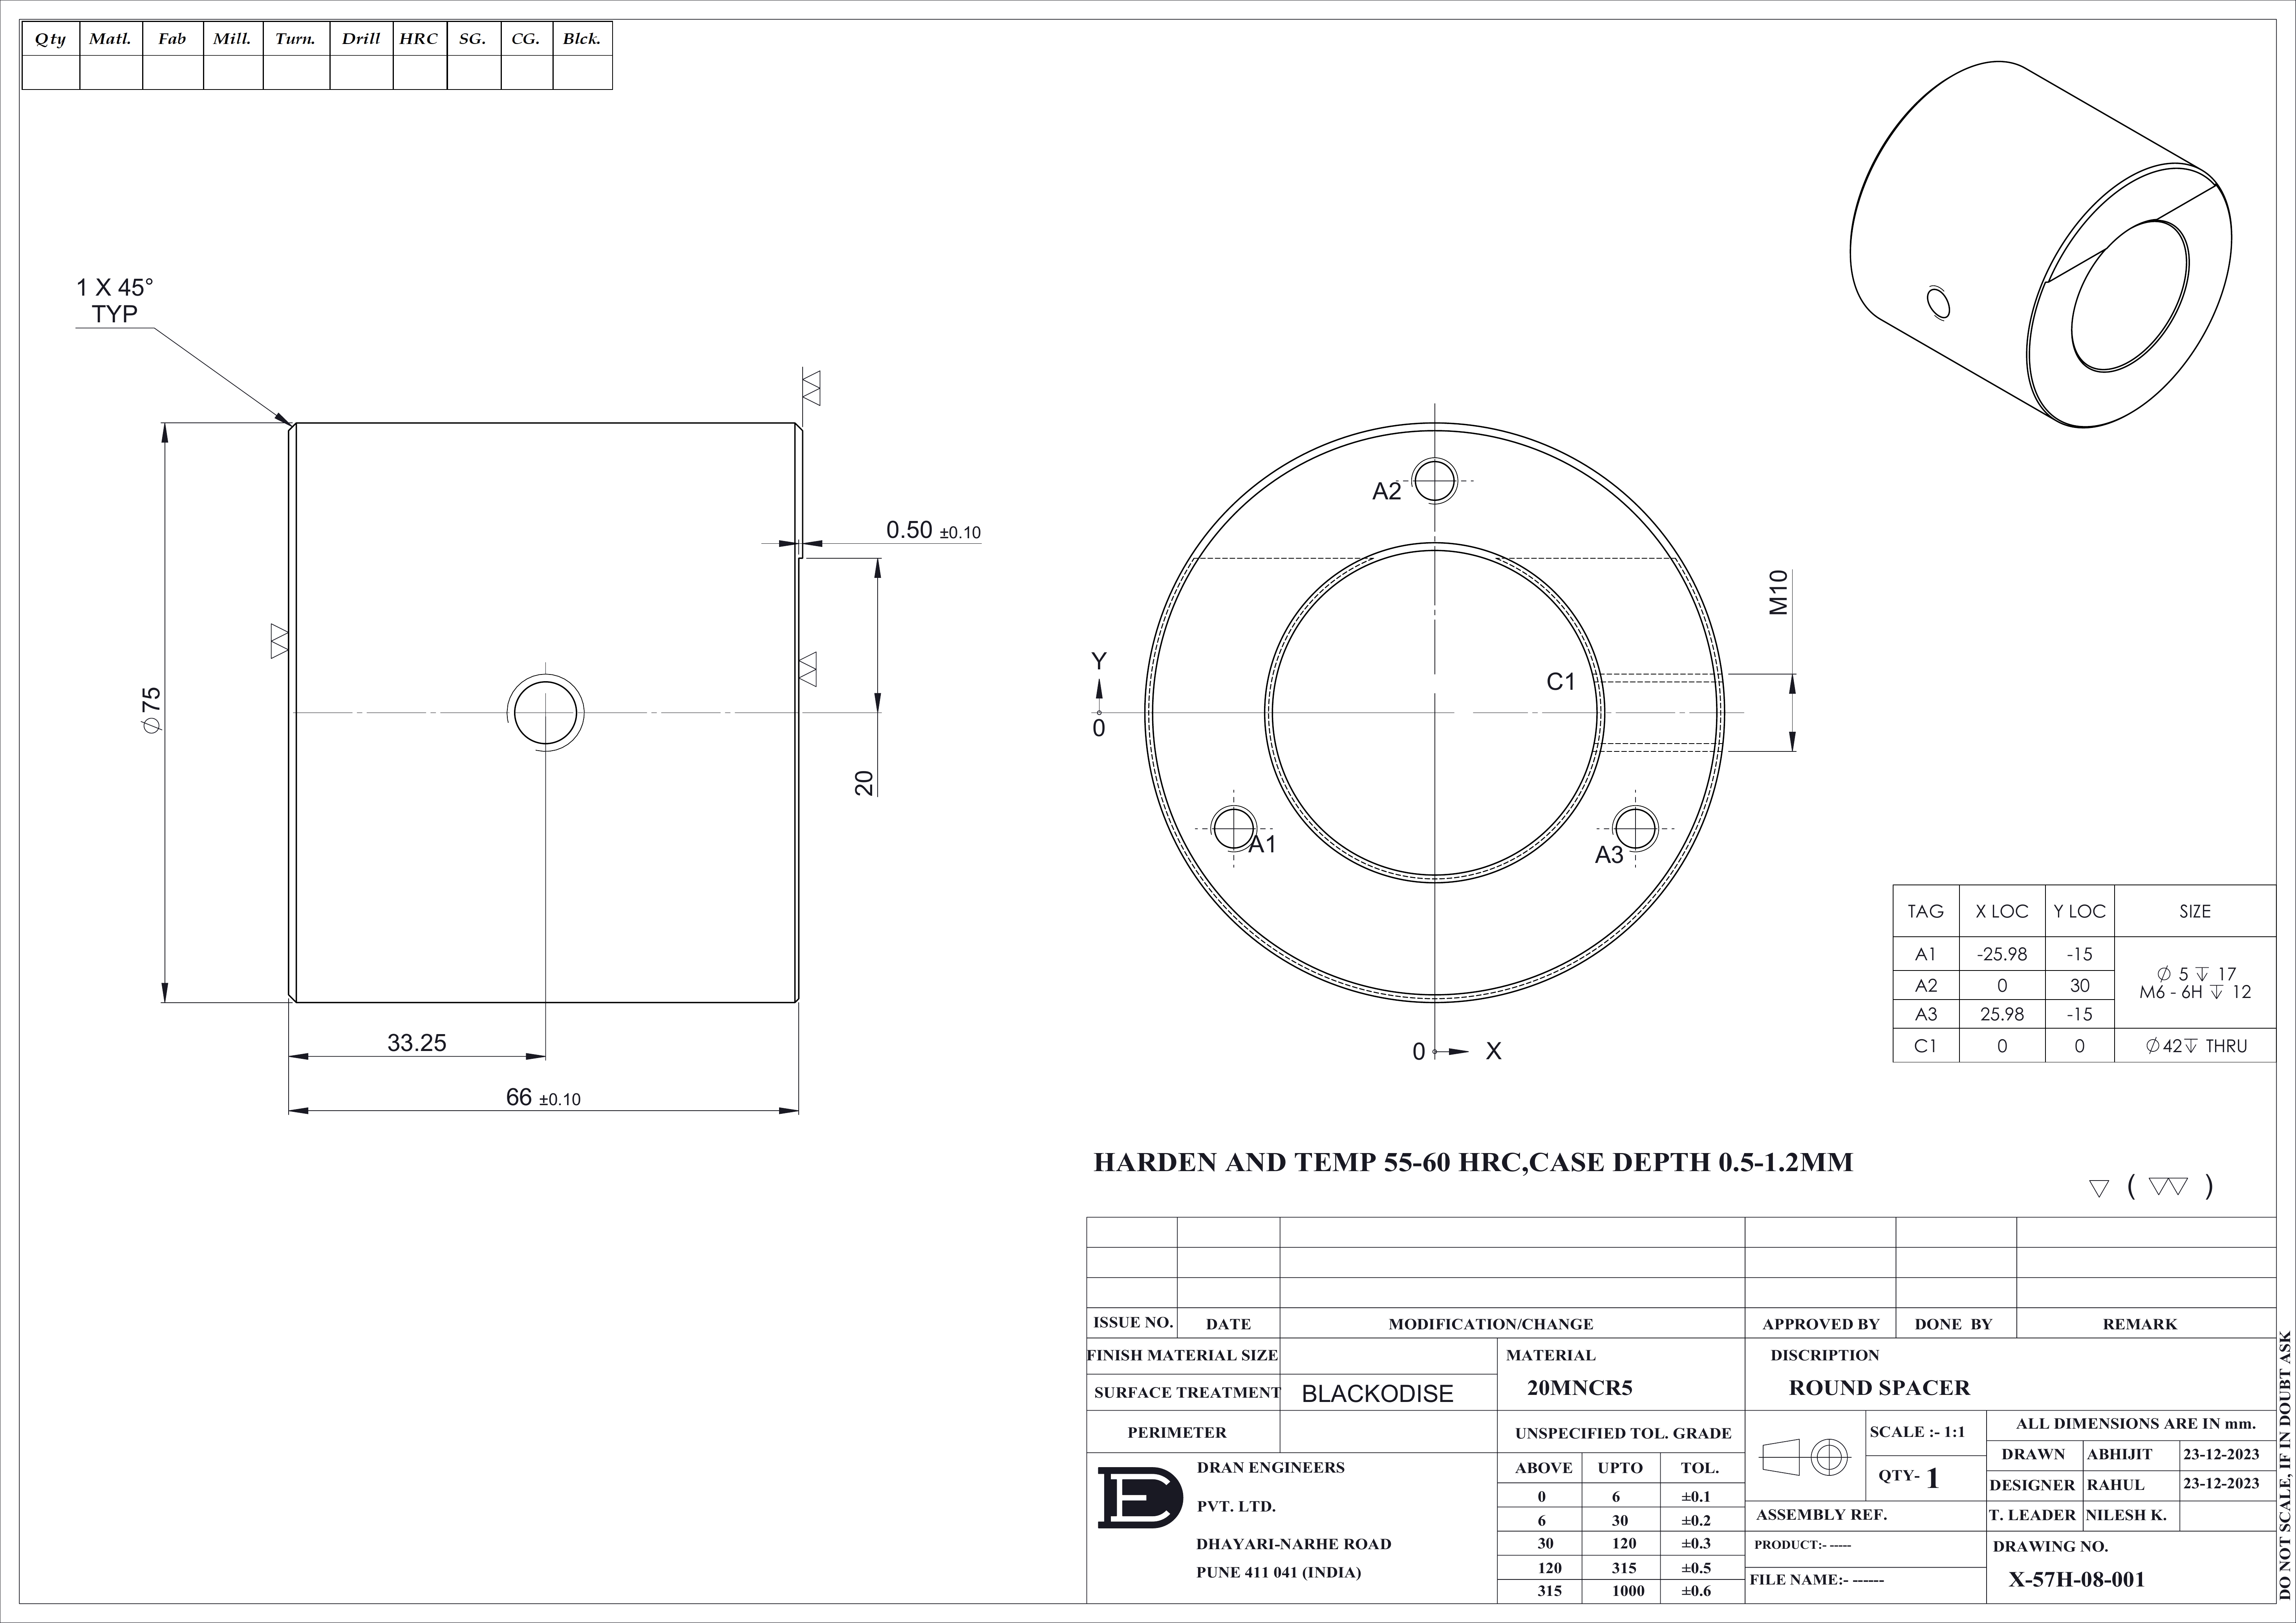 Qty Matl. Fab Mill. Turn. Drill HRC SG. CG. Blck.
1 X 45°
TYP
0.50 ±0.10
⌀75
20
33.25
66 ±0.10
A2
M10
C1
Y
0
A1
A3
0 X
TAG X LOC Y LOC SIZE
A1 -25.98 -15
A2 0 30
A3 25.98 -15
⌀ 5 ↧ 17
M6 - 6H ↧ 12
C1 0 0 ⌀42↧ THRU
HARDEN AND TEMP 55-60 HRC,CASE DEPTH 0.5-1.2MM
▽ ( ▽▽ )
ISSUE NO. DATE MODIFICATION/CHANGE APPROVED BY DONE BY REMARK
FINISH MATERIAL SIZE
SURFACE TREATMENT BLACKODISE
PERIMETER
MATERIAL
20MNCR5
DISCRIPTION
ROUND SPACER
UNSPECIFIED TOL. GRADE
ABOVE UPTO TOL.
0 6 ±0.1
6 30 ±0.2
30 120 ±0.3
120 315 ±0.5
315 1000 ±0.6
DRAN ENGINEERS
PVT. LTD.
DHAYARI-NARHE ROAD
PUNE 411 041 (INDIA)
SCALE :- 1:1
QTY- 1
ALL DIMENSIONS ARE IN mm.
DRAWN ABHIJIT 23-12-2023
DESIGNER RAHUL 23-12-2023
T. LEADER NILESH K.
ASSEMBLY REF.
PRODUCT:- -----
FILE NAME:- ------
DRAWING NO.
X-57H-08-001
DO NOT SCALE, IF IN DOUBT ASK